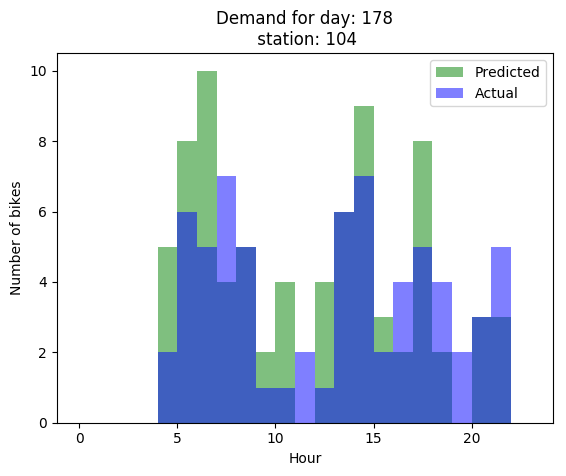 Demand for day: 178
station: 104
Predicted
Actual
10
8
6
4
2
0
Number of bikes
0 5 10 15 20
Hour